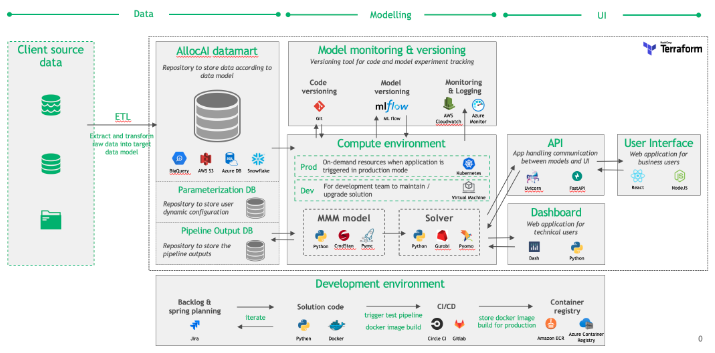 Data
Modelling
UI
Client source
data
ETL
Extract and transform
raw data into target
data model
AllocAI datamart
Repository to store data according to
data model
BigQuery
AWS S3
Azure DB
Snowflake
Parameterization DB
Repository to store user
dynamic configuration
Pipeline Output DB
Repository to store the
pipeline outputs
Model monitoring & versioning
Versioning tool for code and model experiment tracking
Code
versioning
Git
Model
versioning
mlflow
ML flow
Monitoring
& Logging
AWS
Cloudwatch
Azure
Monitor
Compute environment
Prod
On-demand resources when application is
triggered in production mode
Kubernetes
Dev
For development team to maintain /
upgrade solution
Virtual Machine
MMM model
Python
CmdStan
Pymc
Solver
Python
Gurobi
Pyomo
Terraform
API
App handling communication
between models and UI
Uvicorn
FastAPI
User Interface
Web application for
business users
React
NodeJS
Dashboard
Web application for
technical users
Dash
Python
Development environment
Backlog &
spring planning
Jira
Iterate
Solution code
Python
Docker
trigger test pipeline
docker image build
CI/CD
Circle CI
Gitlab
store docker image
build for production
Container
registry
Amazon ECR
Azure Container
Registry
0